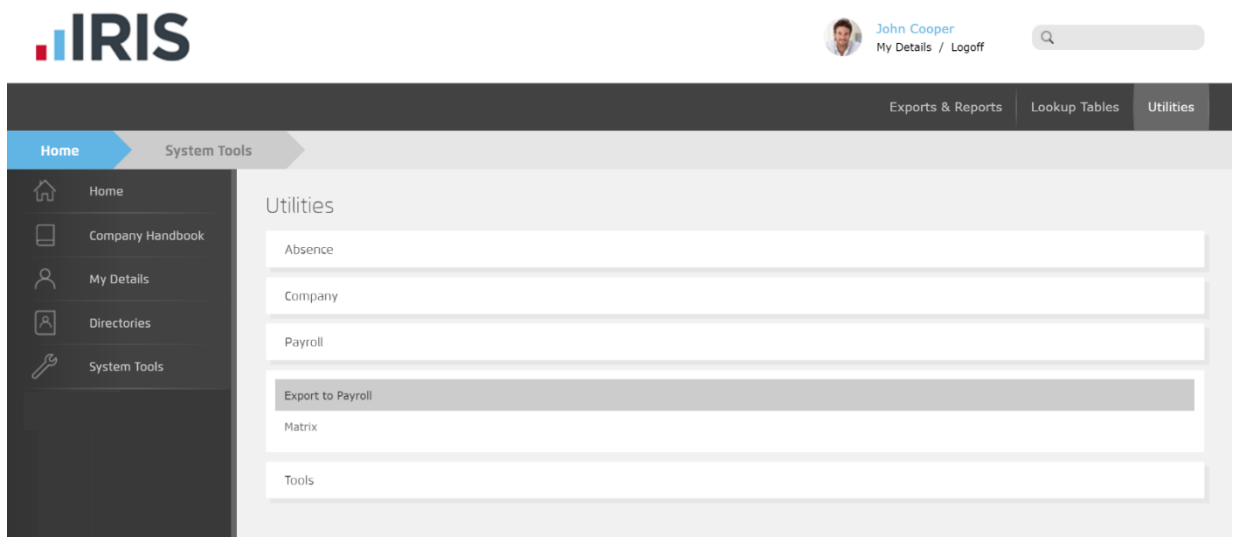 IRIS
John Cooper
My Details / Logoff
Exports & Reports
Lookup Tables
Utilities
Home
System Tools
Home
Company Handbook
My Details
Directories
System Tools
Utilities
Absence
Company
Payroll
Export to Payroll
Matrix
Tools